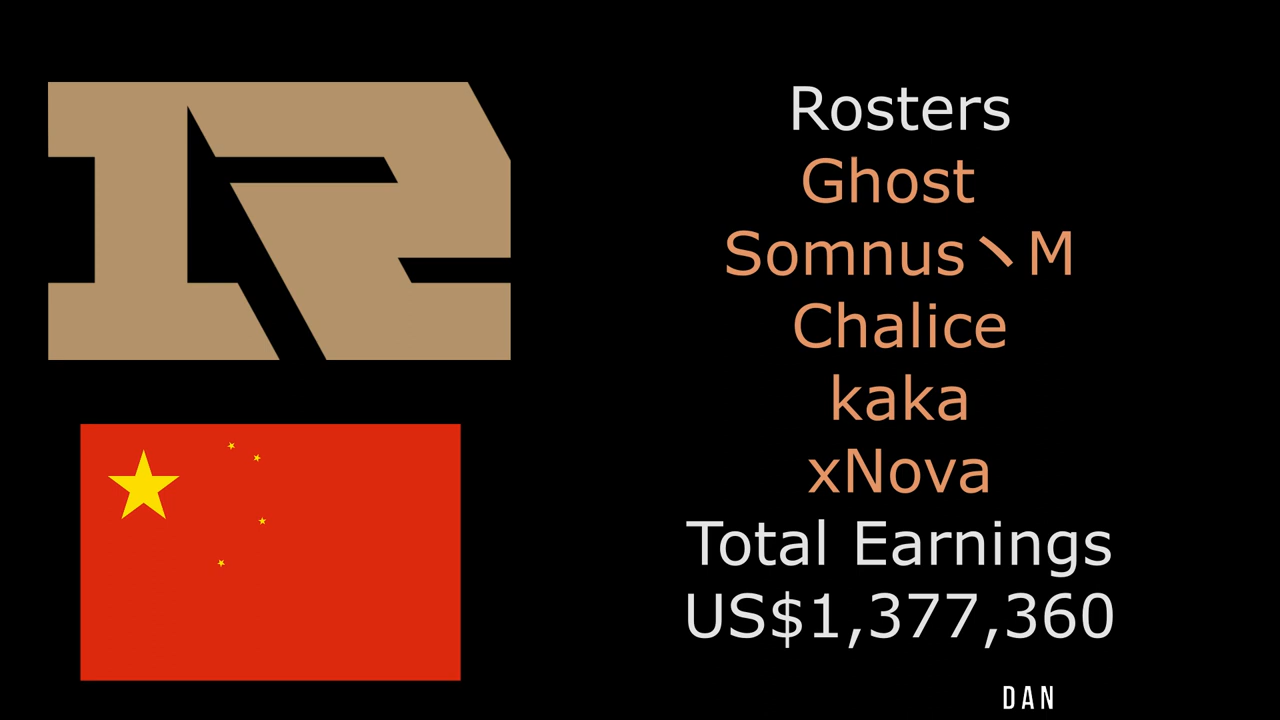 Rosters
Ghost
Somnus丶M
Chalice
kaka
xNova
Total Earnings
US$1,377,360
DAN